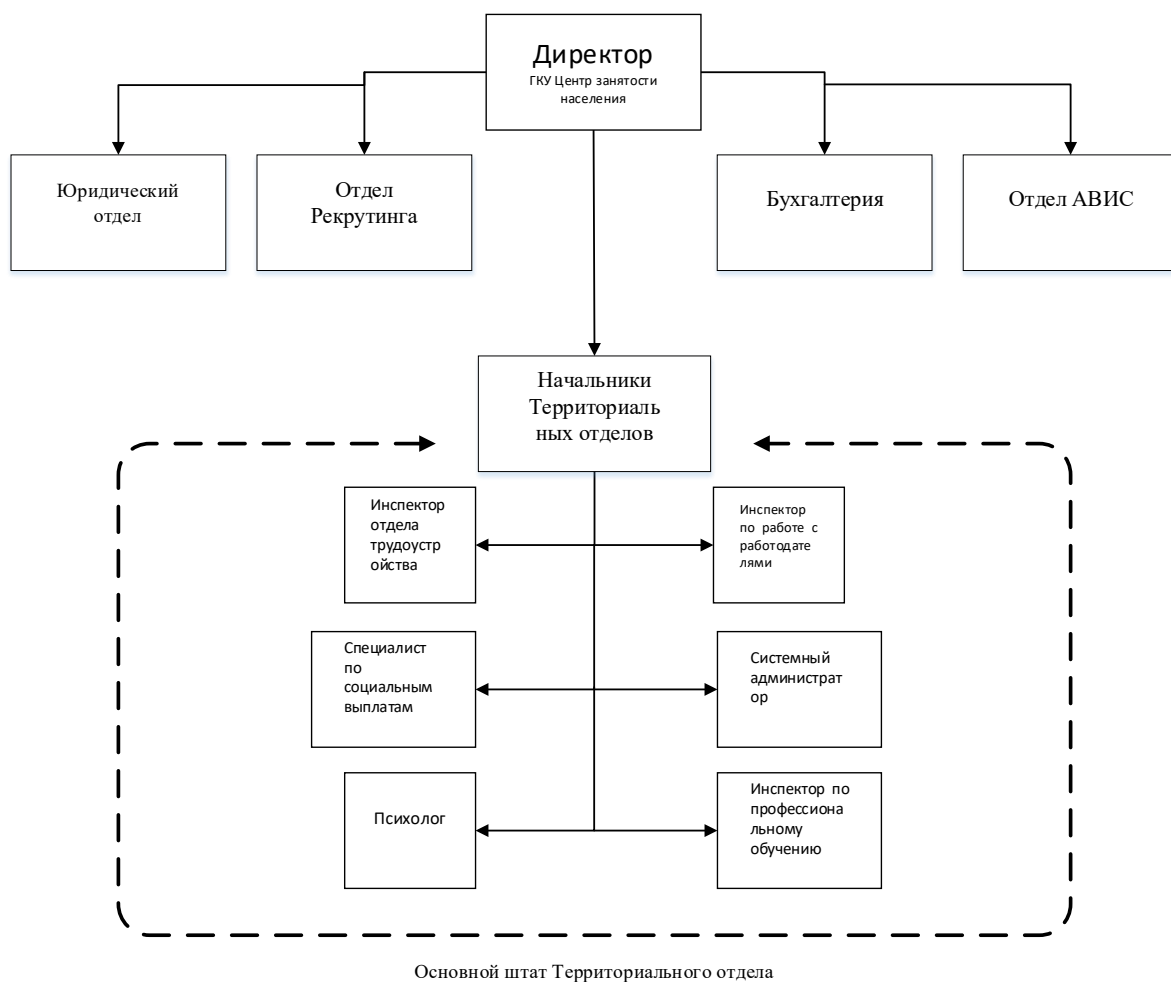 Директор
ГКУ Центр занятости
населения
Юридический
отдел
Отдел
Рекрутинга
Бухгалтерия
Отдел АВИС
Начальники
Территориаль
ных отделов
Инспектор
отдела
трудоустр
ойства
Инспектор
по работе с
работодате
лями
Специалист
по
социальным
выплатам
Системный
администрат
ор
Психолог
Инспектор по
профессиона
льному
обучению
Основной штат Территориального отдела